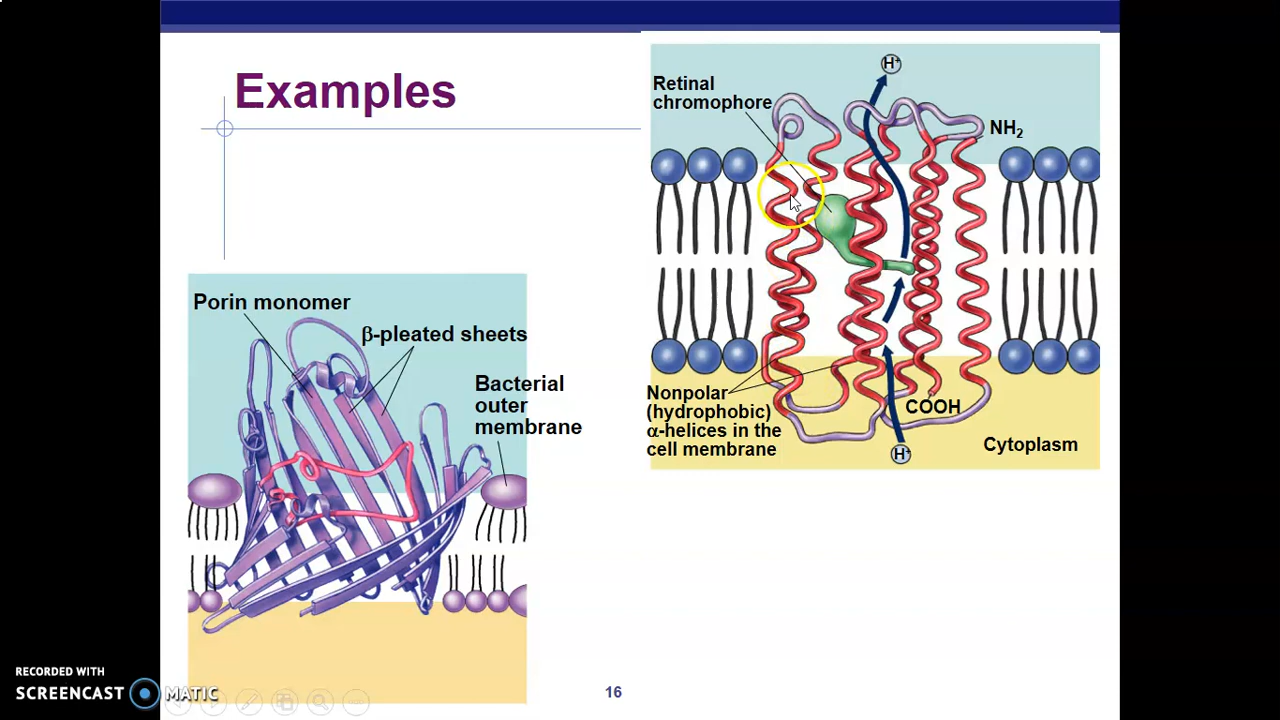 Examples
Retinal
chromophore
H+
NH2
Nonpolar
(hydrophobic)
α-helices in the
cell membrane
COOH
Cytoplasm
H+
Porin monomer
β-pleated sheets
Bacterial
outer
membrane
RECORDED WITH
SCREENCAST MATIC
16